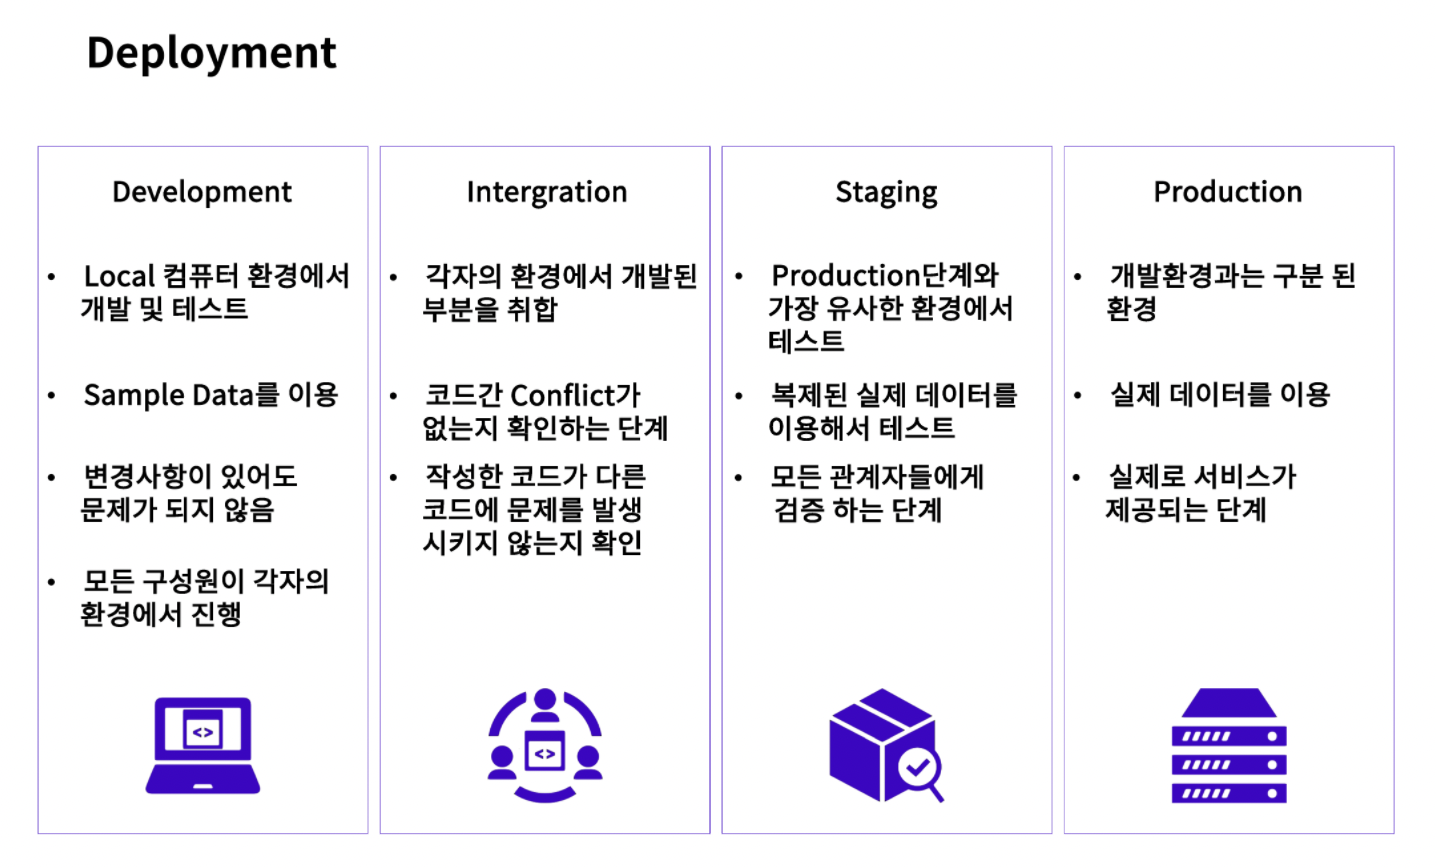 Deployment
Development
• Local 컴퓨터 환경에서
개발 및 테스트
• Sample Data를 이용
• 변경사항이 있어도
문제가 되지 않음
• 모든 구성원이 각자의
환경에서 진행
<>
Intergration
• 각자의 환경에서 개발된
부분을 취합
• 코드간 Conflict가
없는지 확인하는 단계
• 작성한 코드가 다른
코드에 문제를 발생
시키지 않는지 확인
<>
Staging
• Production단계와
가장 유사한 환경에서
테스트
• 복제된 실제 데이터를
이용해서 테스트
• 모든 관계자들에게
검증 하는 단계
Production
• 개발환경과는 구분 된
환경
• 실제 데이터를 이용
• 실제로 서비스가
제공되는 단계